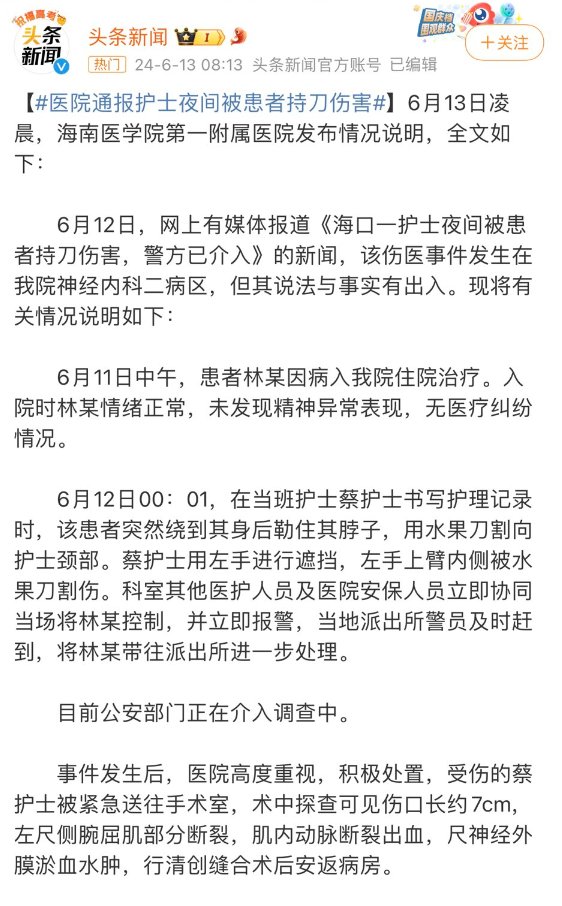 祝福高考季
头条
新闻
头条新闻
I
国庆档
围观群众
+关注
热门
24-6-13 08:13 头条新闻官方账号 已编辑
【#医院通报护士夜间被患者持刀伤害#】6月13日凌
晨，海南医学院第一附属医院发布情况说明，全文如
下：
6月12日，网上有媒体报道《海口一护士夜间被患
者持刀伤害，警方已介入》的新闻，该伤医事件发生在
我院神经内科二病区，但其说法与事实有出入。现将有
关情况说明如下：
6月11日中午，患者林某因病入我院住院治疗。入
院时林某情绪正常，未发现精神异常表现，无医疗纠纷
情况。
6月12日00：01，在当班护士蔡护士书写护理记录
时，该患者突然绕到其身后勒住其脖子，用水果刀割向
护士颈部。蔡护士用左手进行遮挡，左手上臂内侧被水
果刀割伤。科室其他医护人员及医院安保人员立即协同
当场将林某控制，并立即报警，当地派出所警员及时赶
到，将林某带往派出所进一步处理。
目前公安部门正在介入调查中。
事件发生后，医院高度重视，积极处置，受伤的蔡
护士被紧急送往手术室，术中探查可见伤口长约7cm，
左尺侧腕屈肌部分断裂，肌内动脉断裂出血，尺神经外
膜淤血水肿，行清创缝合术后安返病房。